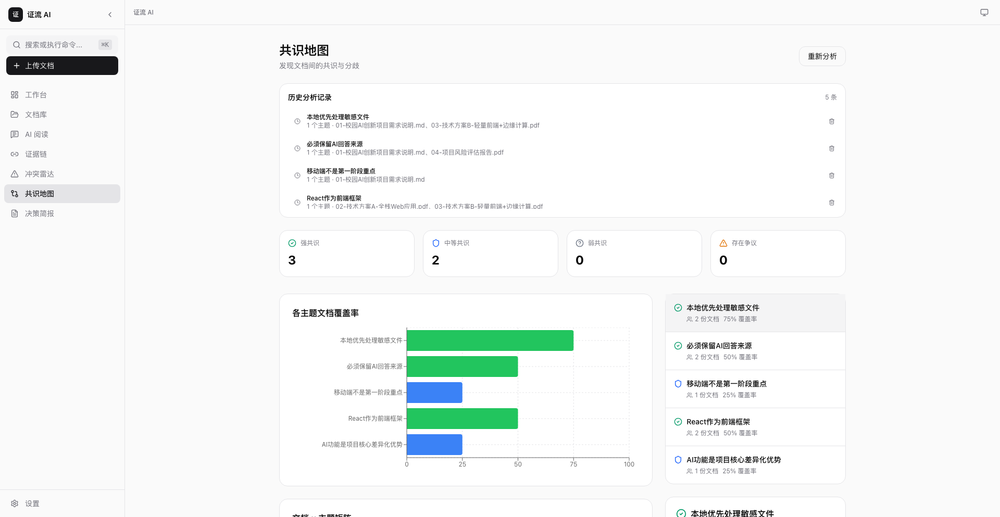 证 证流 AI
搜索或执行命令... ⌘K
上传文档
工作台
文档库
AI 阅读
证据链
冲突雷达
共识地图
决策简报
设置
证流 AI
共识地图
发现文档间的共识与分歧
重新分析
历史分析记录
5 条
本地优先处理敏感文件
1 个主题 · 01-校园AI创新项目需求说明.md、03-技术方案B-轻量前端+边缘计算.pdf
必须保留AI回答来源
1 个主题 · 01-校园AI创新项目需求说明.md、04-项目风险评估报告.pdf
移动端不是第一阶段重点
1 个主题 · 01-校园AI创新项目需求说明.md
React作为前端框架
1 个主题 · 02-技术方案A-全栈Web应用.pdf、03-技术方案B-轻量前端+边缘计算.pdf
强共识
3
中等共识
2
弱共识
0
存在争议
0
各主题文档覆盖率
本地优先处理敏感文件
必须保留AI回答来源
移动端不是第一阶段重点
React作为前端框架
AI功能是项目核心差异化优势
0 25 50 75 100
本地优先处理敏感文件
2 份文档 75% 覆盖率
必须保留AI回答来源
2 份文档 50% 覆盖率
移动端不是第一阶段重点
1 份文档 25% 覆盖率
React作为前端框架
2 份文档 50% 覆盖率
AI功能是项目核心差异化优势
1 份文档 25% 覆盖率
文档 × 主题矩阵
本地优先处理敏感文件